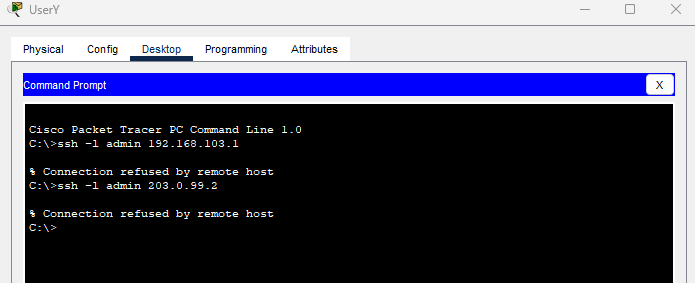 UserY
Physical Config Desktop Programming Attributes
Command Prompt X
Cisco Packet Tracer PC Command Line 1.0
C:\>ssh -l admin 192.168.103.1
% Connection refused by remote host
C:\>ssh -l admin 203.0.99.2
% Connection refused by remote host
C:\>